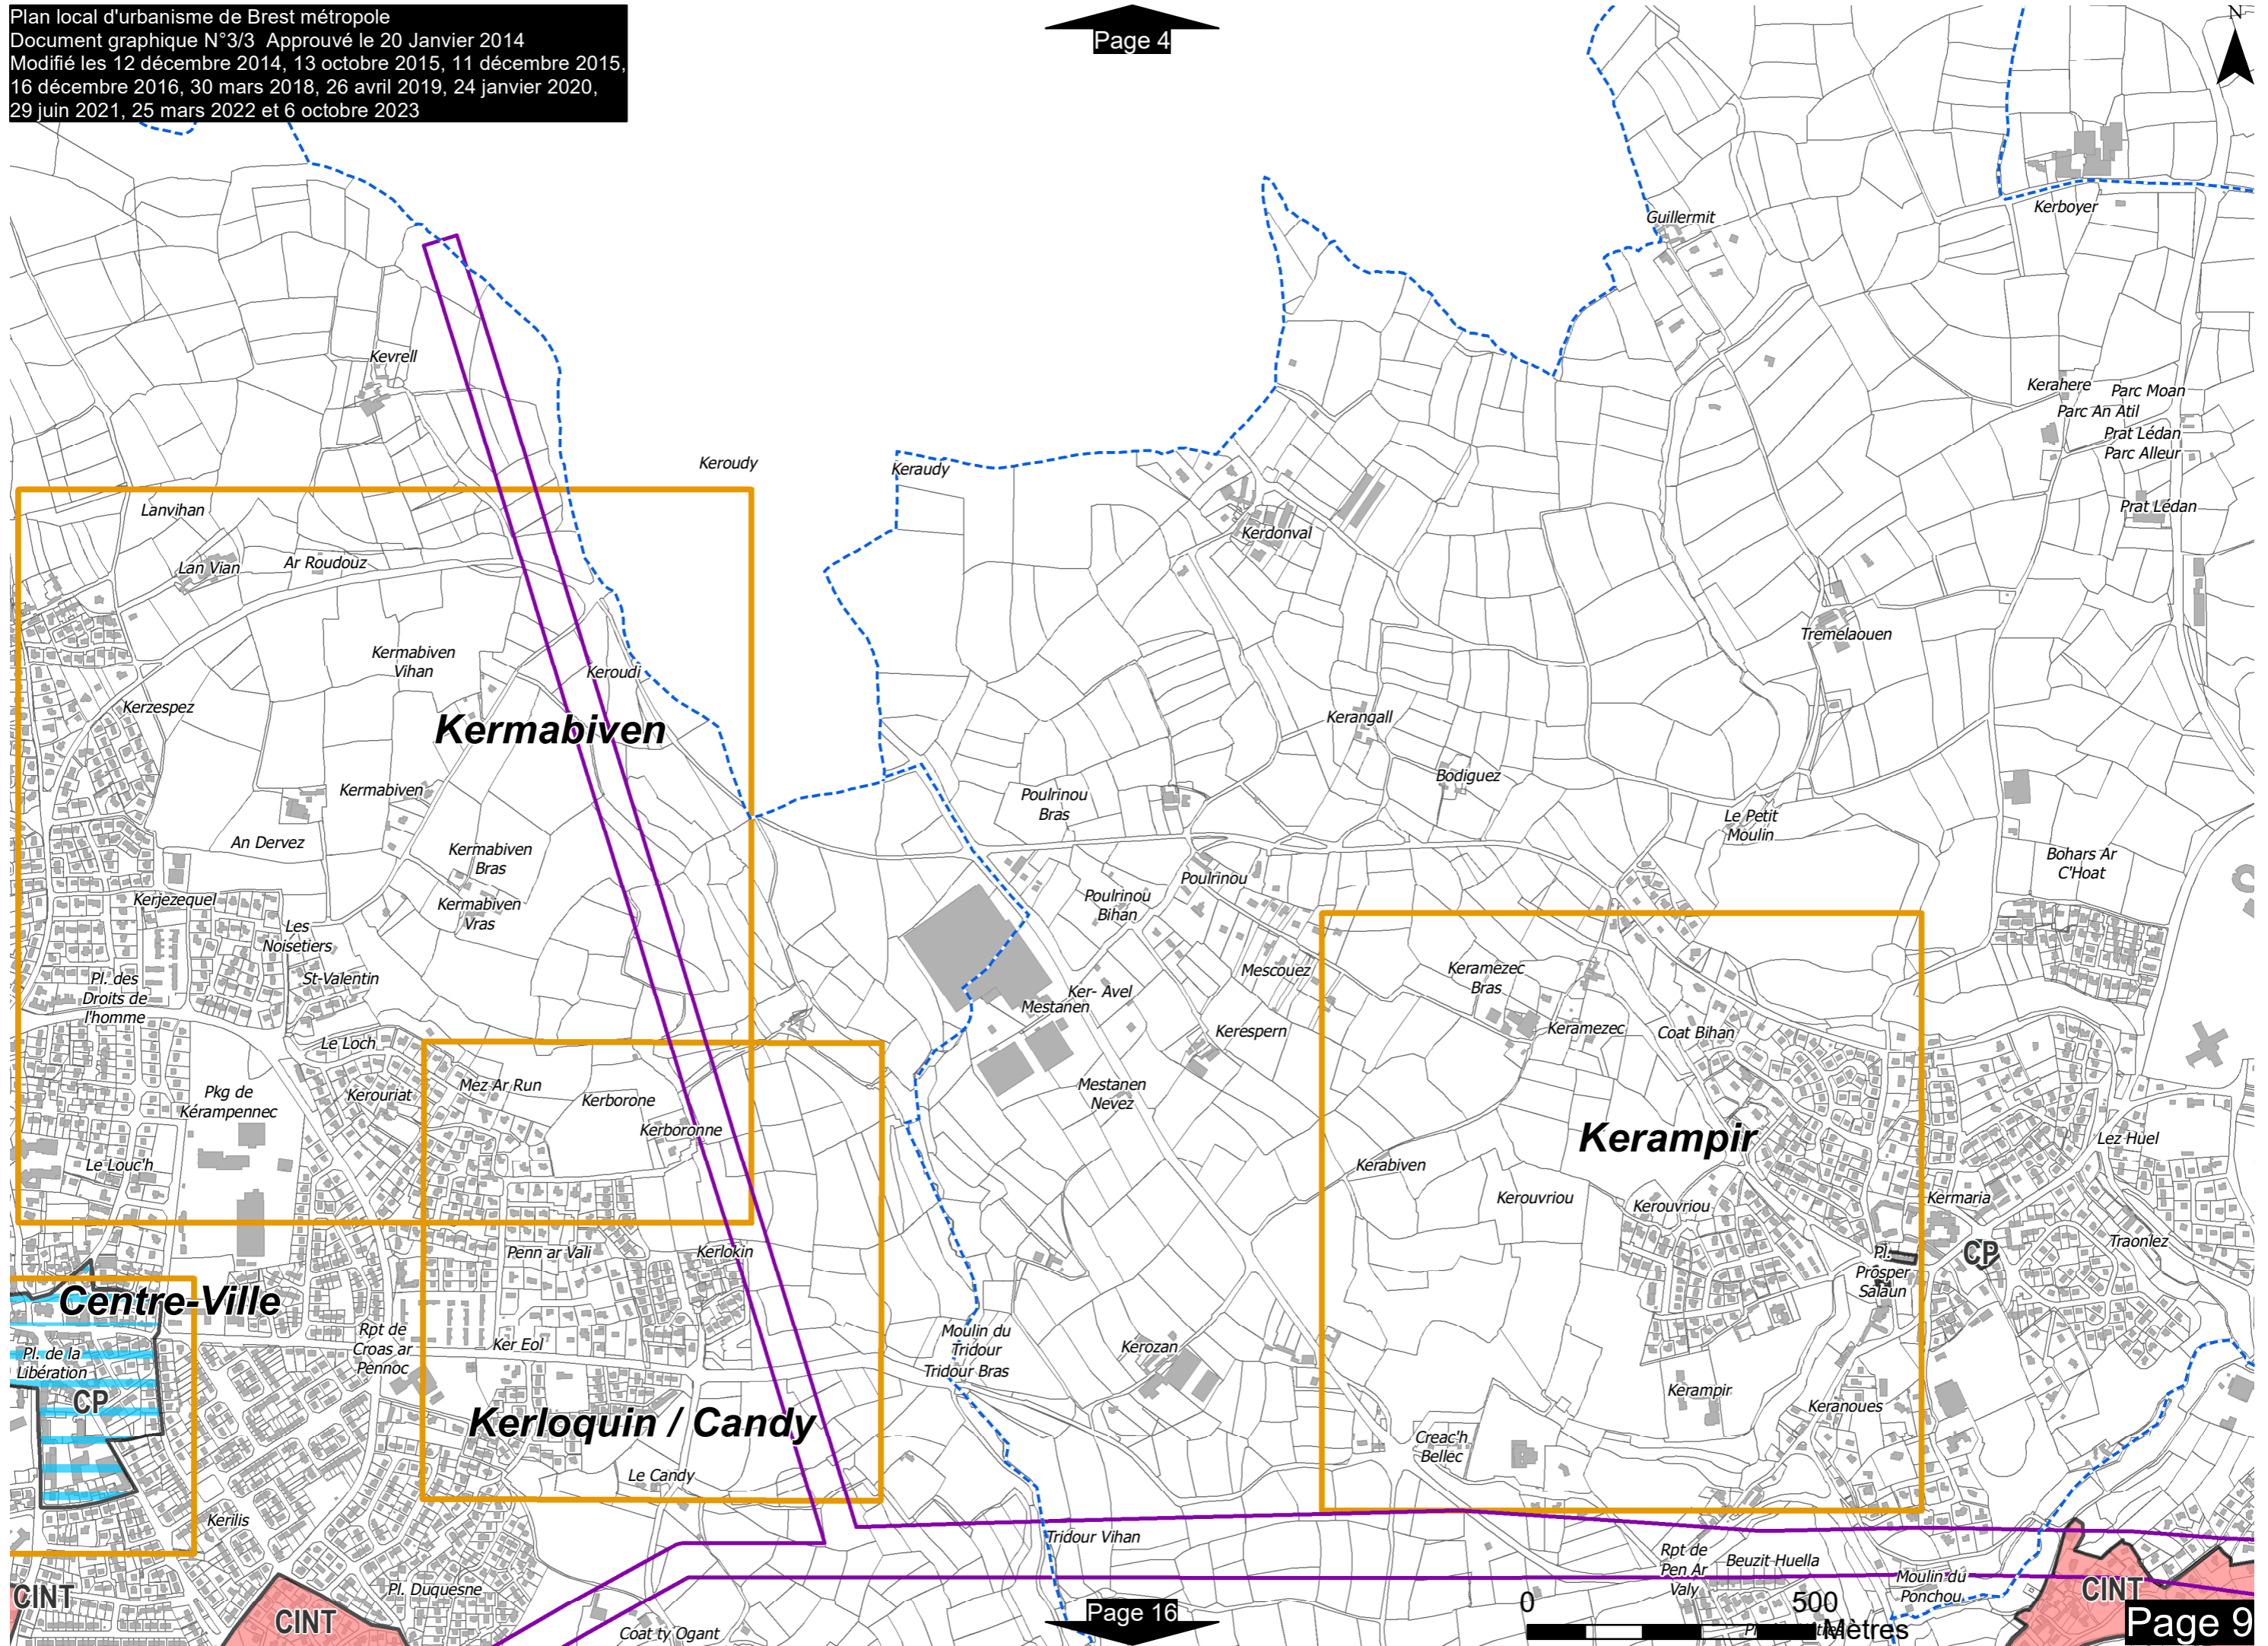 Plan local d'urbanisme de Brest métropole
Document graphique N°3/3  Approuvé le 20 Janvier 2014
Modifié les 12 décembre 2014, 13 octobre 2015, 11 décembre 2015,
16 décembre 2016, 30 mars 2018, 26 avril 2019, 24 janvier 2020,
29 juin 2021, 25 mars 2022 et 6 octobre 2023
Page 4
N
Guillermit
Kerboyer
Kevrell
Kerahere
Parc Moan
Parc An Atil
Prat Lédan
Parc Alleur
Prat Lédan
Keroudy
Keraudy
Lanvihan
Kerdonval
Lan Vian
Ar Roudouz
Tremelaouen
Kermabiven
Vihan
Keroudi
Kerzespez
Kermabiven
Kerangall
Bodiguez
Kermabiven
Poulrinou
Bras
Le Petit
Moulin
An Dervez
Kermabiven
Bras
Bohars Ar
C'Hoat
Poulrinou
Kerjezequel
Kermabiven
Vras
Poulrinou
Bihan
Les
Noisetiers
St-Valentin
Pl. des
Droits de
l'homme
Mescouez
Keramezec
Bras
Ker- Avel
Mestanen
Kerespern
Keramezec
Coat Bihan
Le Loch
Mez Ar Run
Kerouriat
Kerborone
Pkg de
Kérampennec
Mestanen
Nevez
Kerboronne
Kerampir
Lez Huel
Le Louc'h
Kerabiven
Kerouvriou
Kerouvriou
Kermaria
Penn ar Vali
Kerlokin
Pl.
Prosper
Salaun
CP
Traonlez
Centre-Ville
Rpt de
Croas ar
Pennoc
Ker Eol
Moulin du
Tridour
Tridour Bras
Kerozan
Pl. de la
Libération
CP
Kerampir
Keranoues
Kerloquin / Candy
Creac'h
Bellec
Le Candy
Kerilis
Tridour Vihan
Rpt de
Pen Ar
Valy
Beuzit Huella
Moulin du
Ponchou
Pl. Duquesne
CINT
CINT
CINT
Coat ty Ogant
Page 16
0
500
Mètres
Page 9